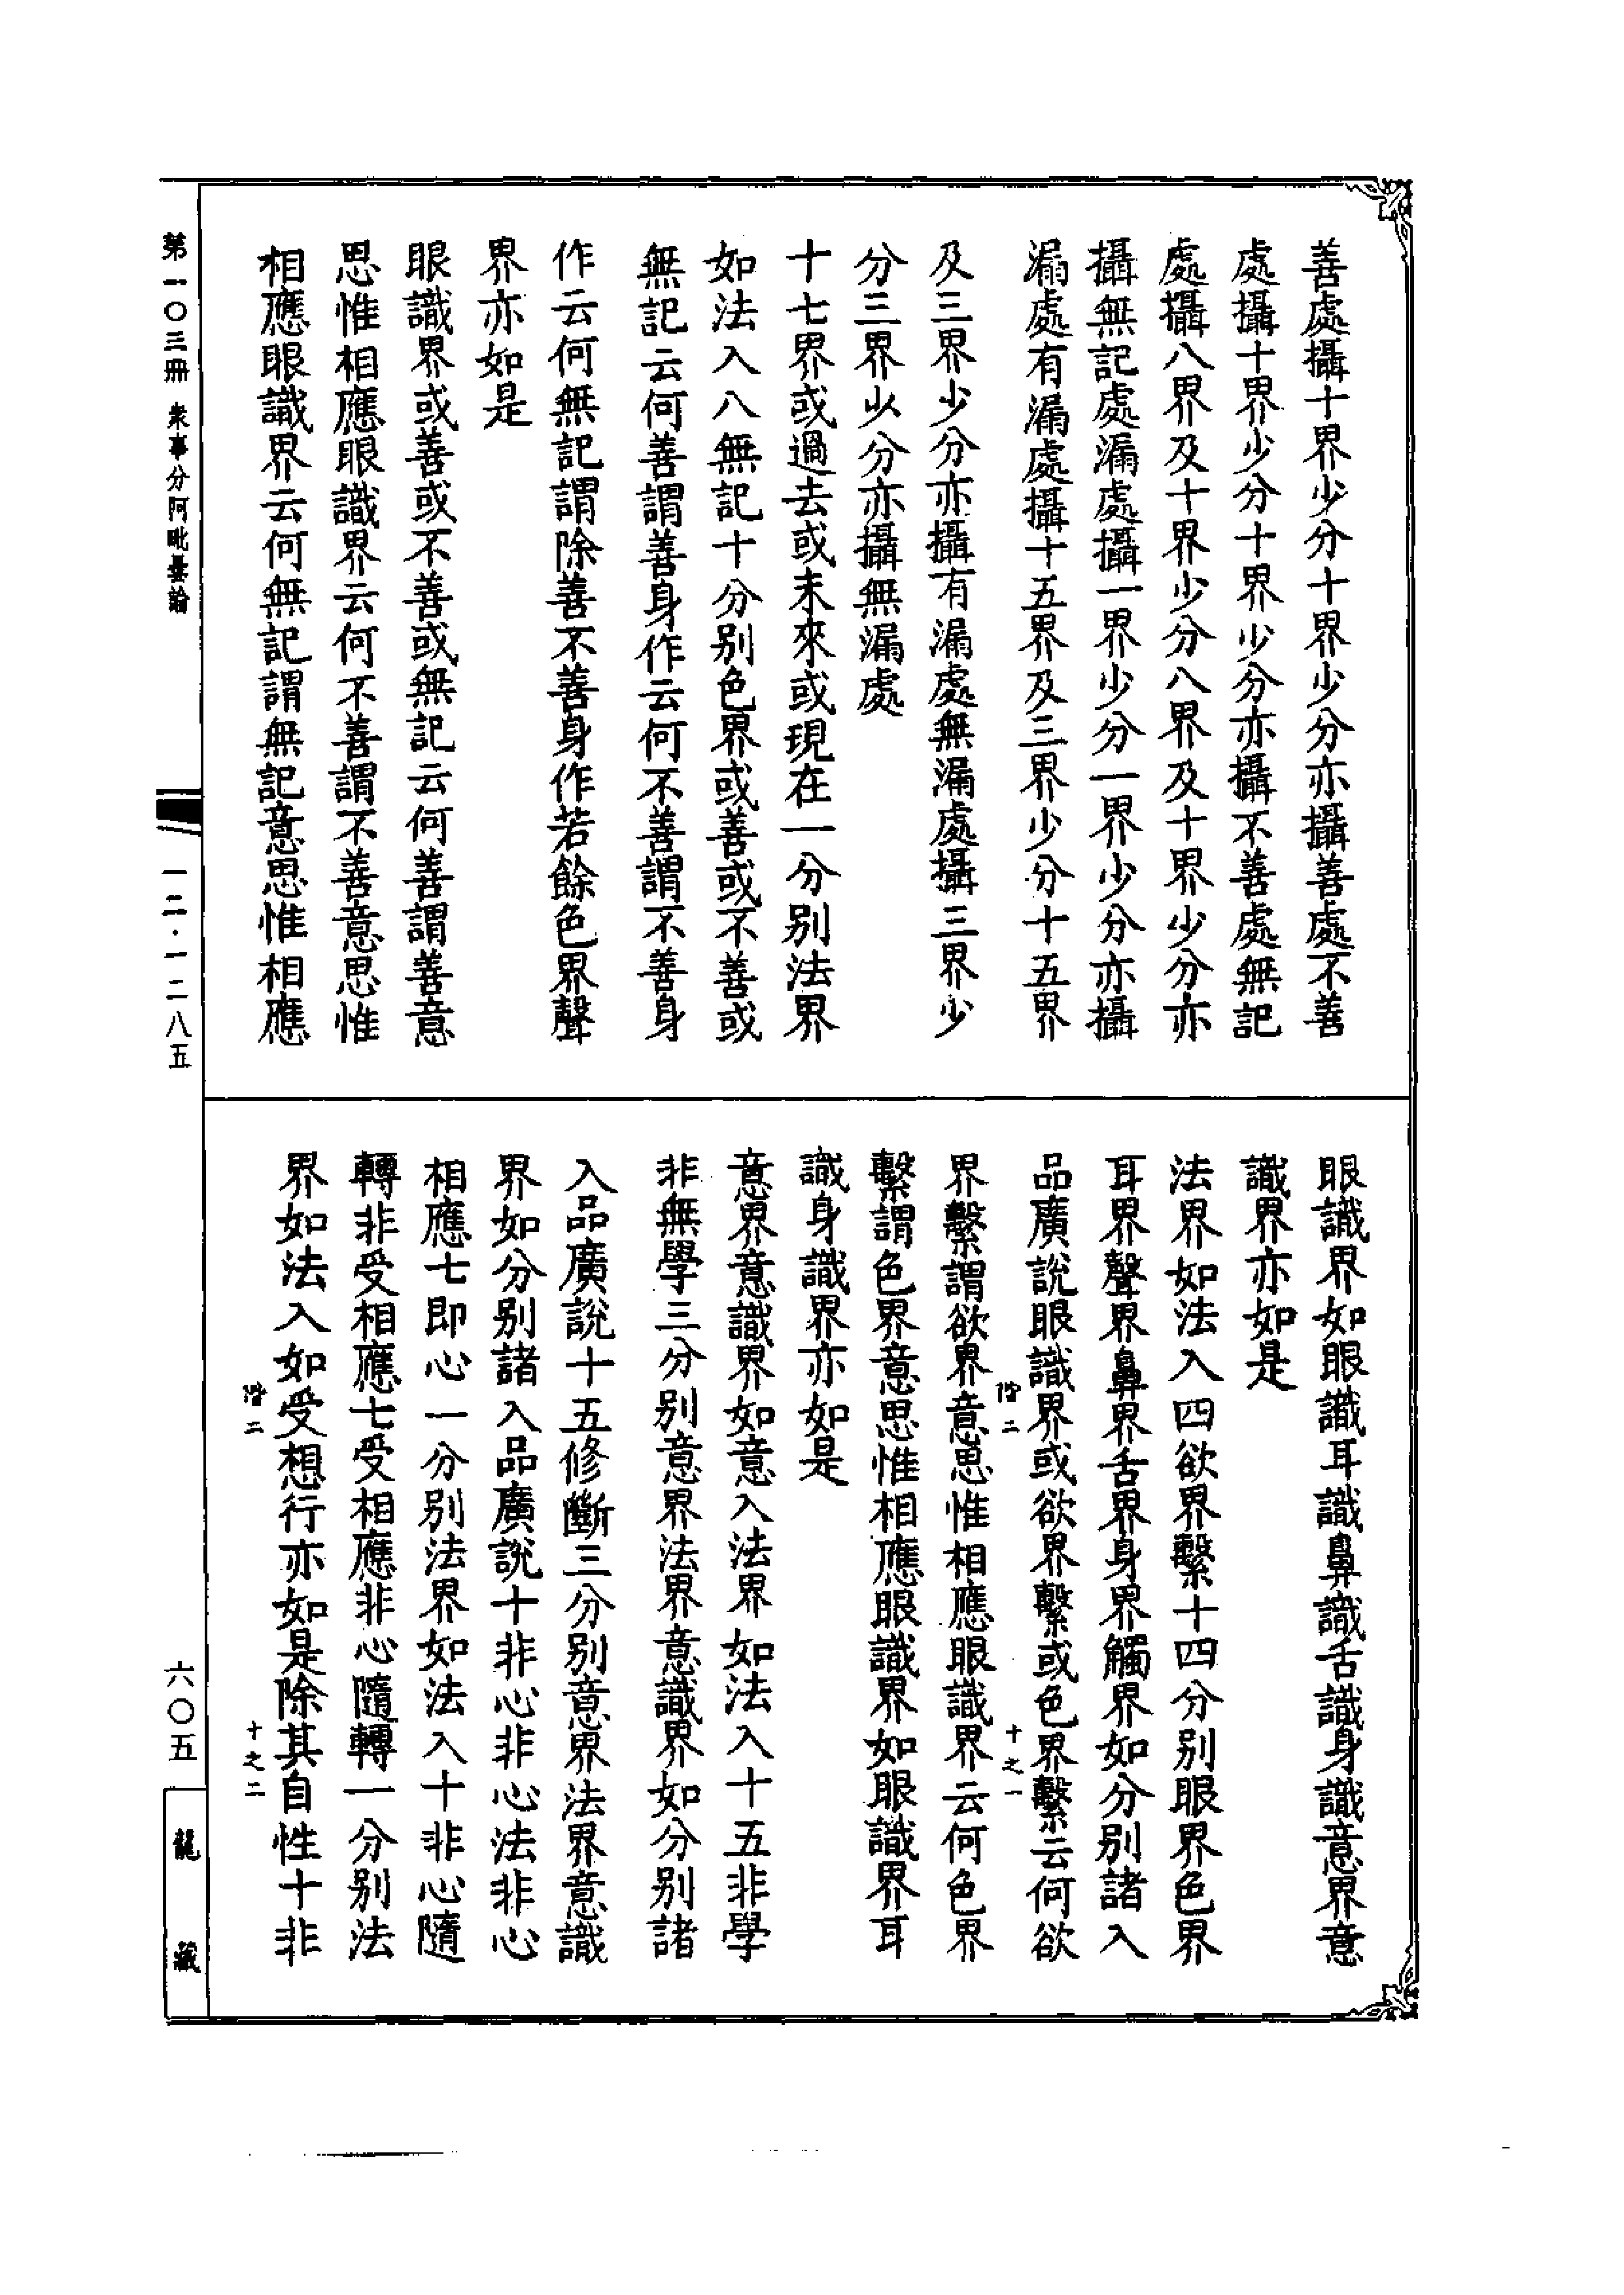 善處攝十界少分十界少分亦攝善處不善
處攝十界少分十界少分亦攝不善處無記
處攝八界及十界少分八界及十界少分亦
攝無記處漏處攝一界少分一界少分亦攝
漏處有漏處攝十五界及三界少分十五界
及三界少分亦攝有漏處無漏處攝三界少
分三界少分亦攝無漏處
十七界或過去或未來或現在一分別法界
如法入八無記十分別色界或善或不善或
無記云何善謂善身作云何不善謂不善身
作云何無記謂除善不善身作若餘色界聲
界亦如是
眼識界或善或不善或無記云何善謂善意
思惟相應眼識界云何不善謂不善意思惟
相應眼識界云何無記謂無記意思惟相應
眼識界如眼識耳識鼻識舌識身識意界意
識界亦如是
法界如法入四欲界繫十四分別眼界色界
耳界聲界鼻界舌界身界觸界如分別諸入
品廣說眼識界或欲界繫或色界繫云何欲
階二
十之一
界繫謂欲界意思惟相應眼識界云何色界
繫謂色界意思惟相應眼識界如眼識界耳
識身識界亦如是
意界意識界如意入法界如法入十五非學
非無學三分別意界法界意識界如分別諸
入品廣說十五修斷三分別意界法界意識
界如分別諸入品廣說十非心非心法非心
相應七即心一分別法界如法入十非心隨
轉非受相應七受相應非心隨轉一分別法
界如法入如受想行亦如是除其自性十非
階二
十之二
第一〇三冊 衆事分阿毗曇論
一二·一二八五
六〇五
龍藏